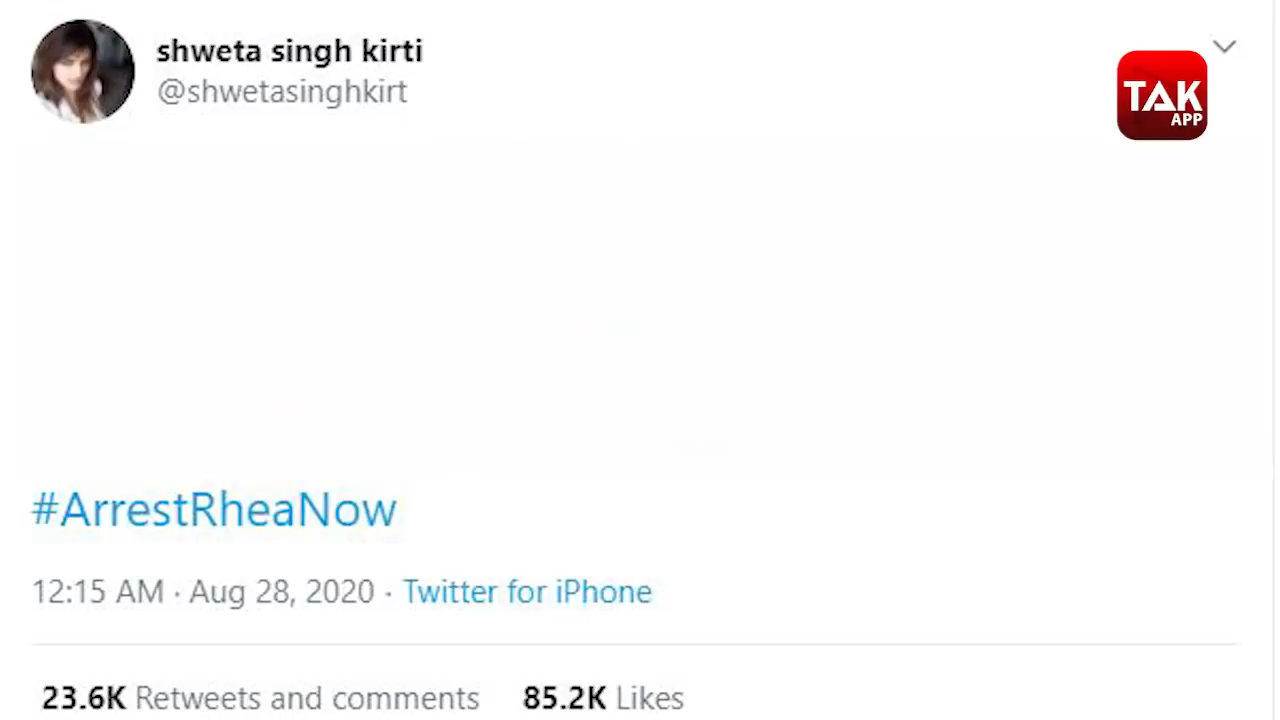 shweta singh kirti
@shwetasinghkirt
TAK
APP
#ArrestRheaNow
12:15 AM · Aug 28, 2020 · Twitter for iPhone
23.6K Retweets and comments 85.2K Likes